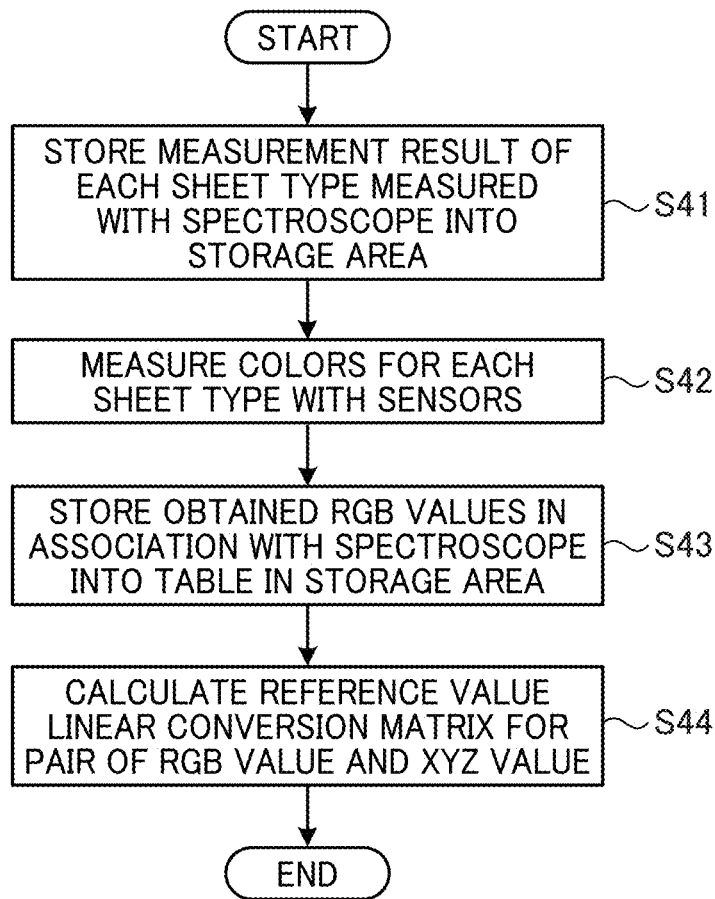 START
STORE MEASUREMENT RESULT OF
EACH SHEET TYPE MEASURED
WITH SPECTROSCOPE INTO
STORAGE AREA
S41
MEASURE COLORS FOR EACH
SHEET TYPE WITH SENSORS
S42
STORE OBTAINED RGB VALUES IN
ASSOCIATION WITH SPECTROSCOPE
INTO TABLE IN STORAGE AREA
S43
CALCULATE REFERENCE VALUE
LINEAR CONVERSION MATRIX FOR
PAIR OF RGB VALUE AND XYZ VALUE
S44
END